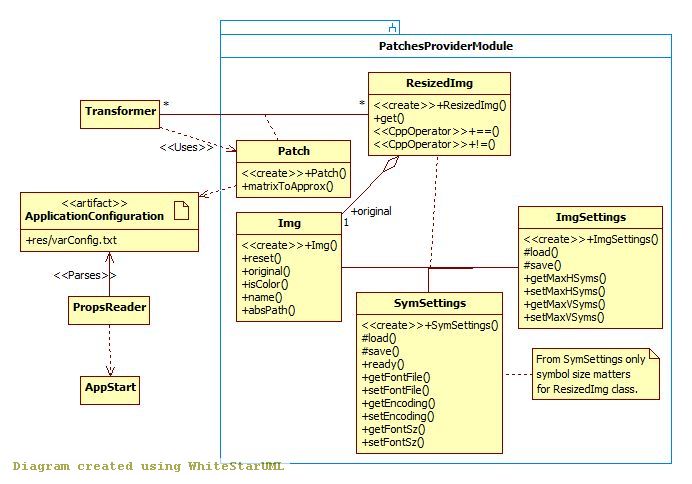 PatchesProviderModule
ResizedImg
<<create>>+ResizedImg()
+get()
<<CppOperator>>+==()
<<CppOperator>>+!=()
Transformer
*
*
<<Uses>>
Patch
<<create>>+Patch()
+matrixToApprox()
<<artifact>>
ApplicationConfiguration
+res/varConfig.txt
+original
1
Img
<<create>>+Img()
+reset()
+original()
+isColor()
+name()
+absPath()
ImgSettings
<<create>>+ImgSettings()
#load()
#save()
+getMaxHSyms()
+setMaxHSyms()
+getMaxVSyms()
+setMaxVSyms()
<<Parses>>
PropsReader
SymSettings
<<create>>+SymSettings()
#load()
#save()
+ready()
+getFontFile()
+setFontFile()
+getEncoding()
+setEncoding()
+getFontSz()
+setFontSz()
From SymSettings only
symbol size matters
for ResizedImg class.
AppStart
Diagram created using WhiteStarUML